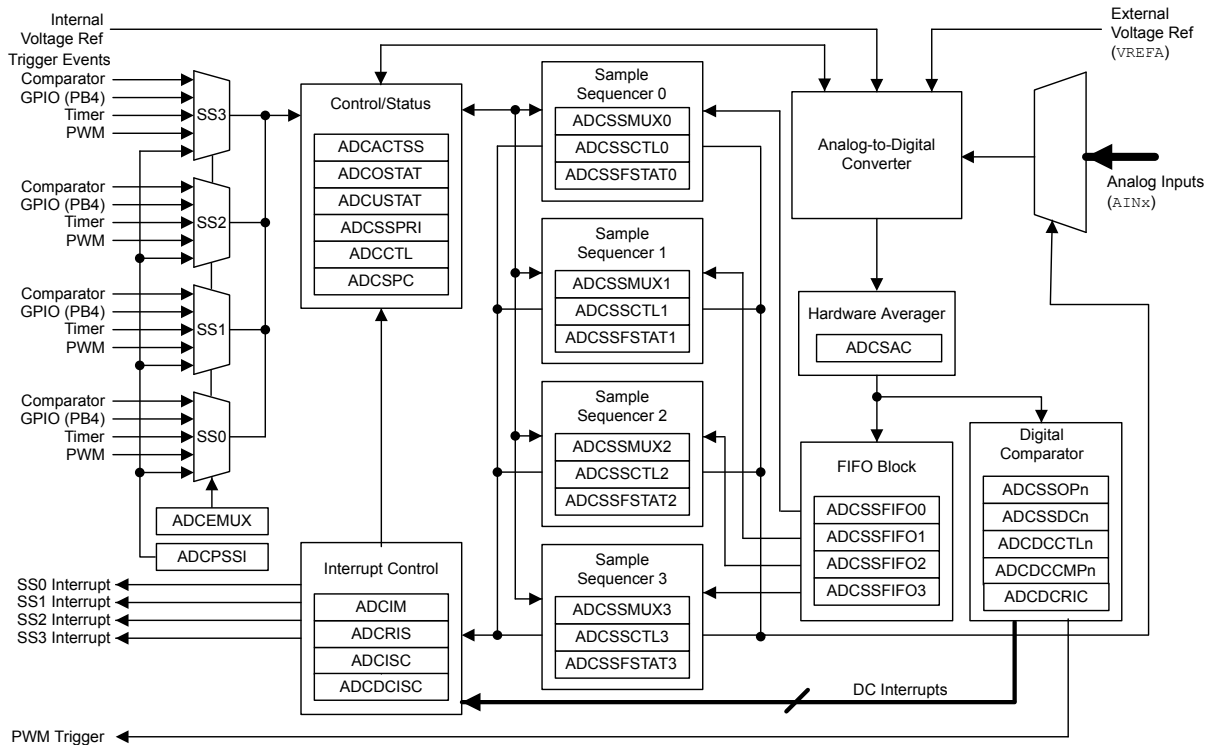 Internal
Voltage Ref
External
Voltage Ref
(VREFA)
Trigger Events
Comparator
GPIO (PB4)
Timer
PWM
SS3
Comparator
GPIO (PB4)
Timer
PWM
SS2
Comparator
GPIO (PB4)
Timer
PWM
SS1
Comparator
GPIO (PB4)
Timer
PWM
SS0
ADCEMUX
ADCPSSI
Control/Status
ADCACTSS
ADCOSTAT
ADCUSTAT
ADCSSPRI
ADCCTL
ADCSPC
Sample
Sequencer 0
ADCSSMUX0
ADCSSCTL0
ADCSSFSTAT0
Sample
Sequencer 1
ADCSSMUX1
ADCSSCTL1
ADCSSFSTAT1
Sample
Sequencer 2
ADCSSMUX2
ADCSSCTL2
ADCSSFSTAT2
Sample
Sequencer 3
ADCSSMUX3
ADCSSCTL3
ADCSSFSTAT3
Analog-to-Digital
Converter
Analog Inputs
(AINx)
Hardware Averager
ADCSAC
FIFO Block
ADCSSFIFO0
ADCSSFIFO1
ADCSSFIFO2
ADCSSFIFO3
Digital
Comparator
ADCSSOPn
ADCSSDCn
ADCDCCTLn
ADCDCCMPn
ADCDCRIC
Interrupt Control
ADCIM
ADCRIS
ADCISC
ADCDCISC
SS0 Interrupt
SS1 Interrupt
SS2 Interrupt
SS3 Interrupt
DC Interrupts
PWM Trigger